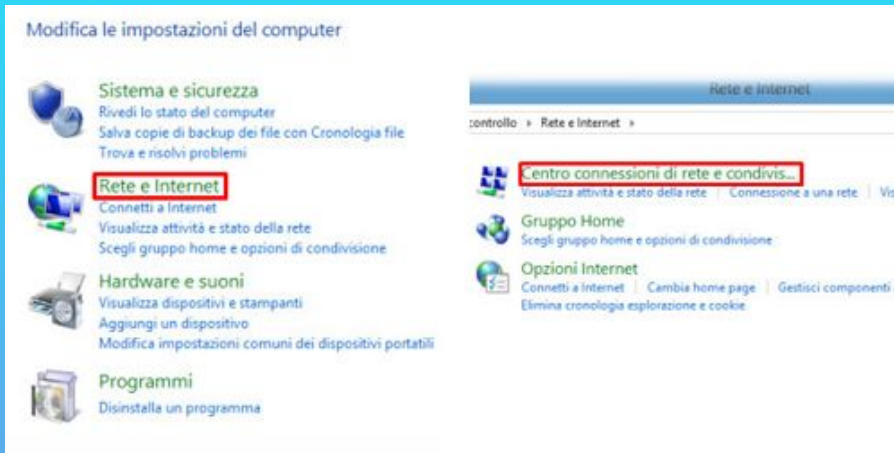 Modifica le impostazioni del computer
Sistema e sicurezza
Rivedi lo stato del computer
Salva copie di backup dei file con Cronologia file
Trova e risolvi problemi
Rete e Internet
Connetti a Internet
Visualizza attività e stato della rete
Scegli gruppo home e opzioni di condivisione
Hardware e suoni
Visualizza dispositivi e stampanti
Aggiungi un dispositivo
Modifica impostazioni comuni dei dispositivi portatili
Programmi
Disinstalla un programma
Rete e Internet
controllo ▸ Rete e Internet ▸
Centro connessioni di rete e condivis...
Visualizza attività e stato della rete | Connessione a una rete | Vis
Gruppo Home
Scegli gruppo home e opzioni di condivisione
Opzioni Internet
Connetti a Internet | Cambia home page | Gestisci componenti
Elimina cronologia esplorazione e cookie